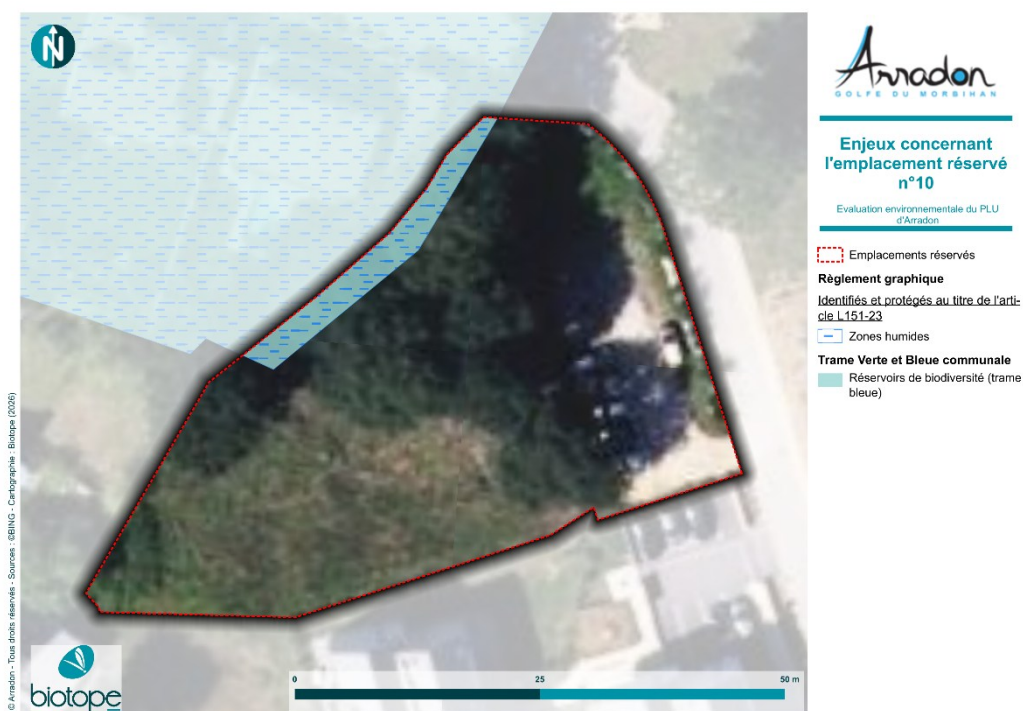 N
Arradon
GOLFE DU MORBIHAN
Enjeux concernant
l'emplacement réservé
n°10
Evaluation environnementale du PLU
d'Arradon
Emplacements réservés
Règlement graphique
Identifiés et protégés au titre de l'arti-
cle L151-23
Zones humides
Trame Verte et Bleue communale
Réservoirs de biodiversité (trame
bleue)
© Arradon - Tous droits réservés - Sources : ©BING - Cartographie : Biotope (2026)
biotope
0 25 50 m